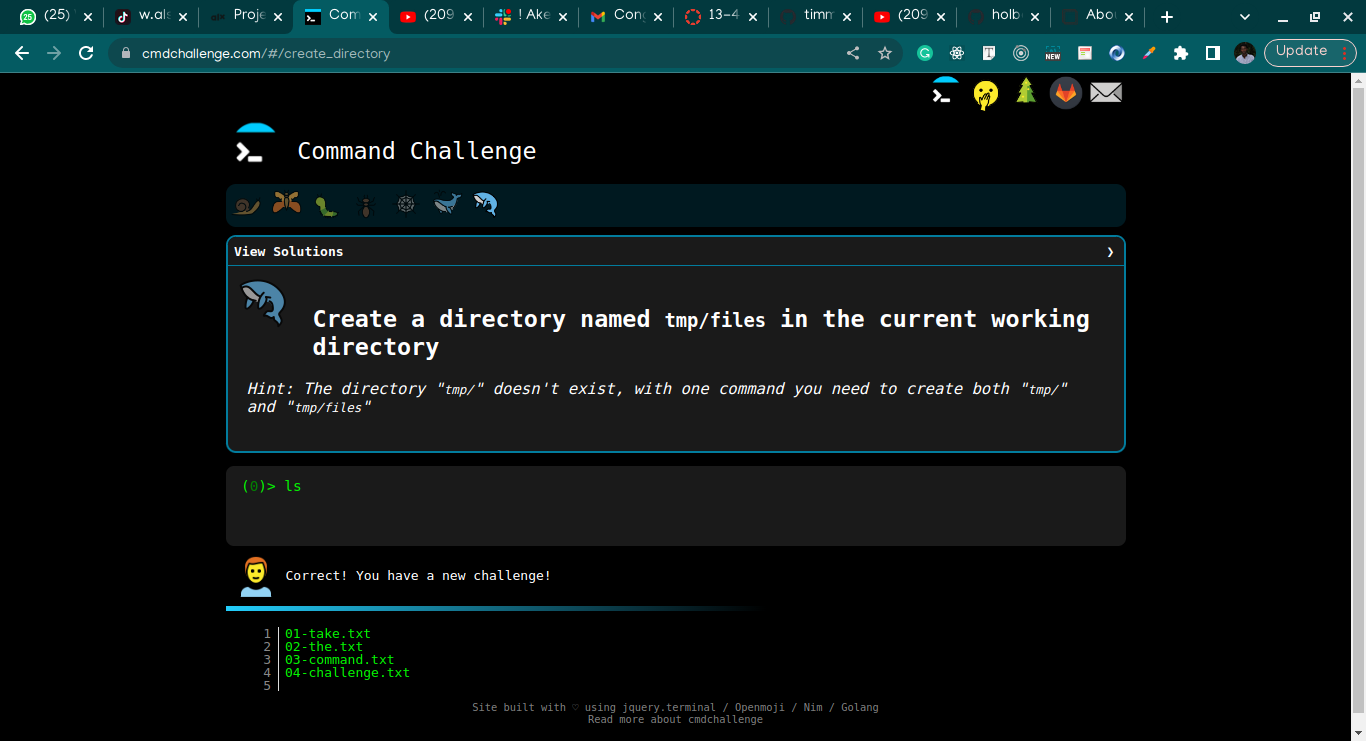 (25)
w.als
Proje
Com
(209
! Ake
Cong
13-4
timm
(209
holb
Abou
cmdchallenge.com/#/create_directory
NEW
Update
Command Challenge
View Solutions
Create a directory named tmp/files in the current working
directory
Hint: The directory "tmp/" doesn't exist, with one command you need to create both "tmp/"
and "tmp/files"
(0)> ls
Correct! You have a new challenge!
1 01-take.txt
2 02-the.txt
3 03-command.txt
4 04-challenge.txt
5
Site built with ♡ using jquery.terminal / Openmoji / Nim / Golang
Read more about cmdchallenge